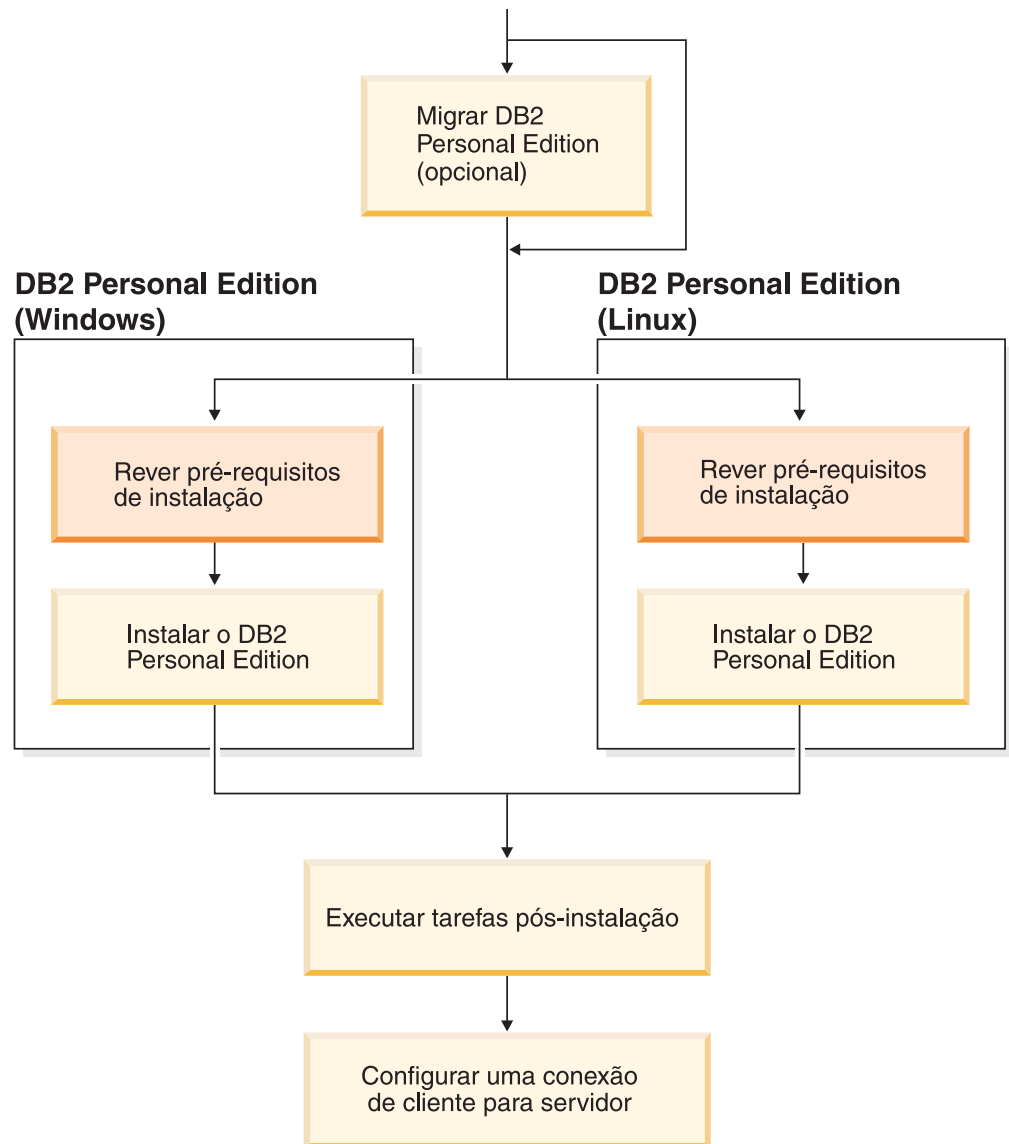 Migrar DB2
Personal Edition
(opcional)
DB2 Personal Edition
(Windows)
DB2 Personal Edition
(Linux)
Rever pré-requisitos
de instalação
Rever pré-requisitos
de instalação
Instalar o DB2
Personal Edition
Instalar o DB2
Personal Edition
Executar tarefas pós-instalação
Configurar uma conexão
de cliente para servidor